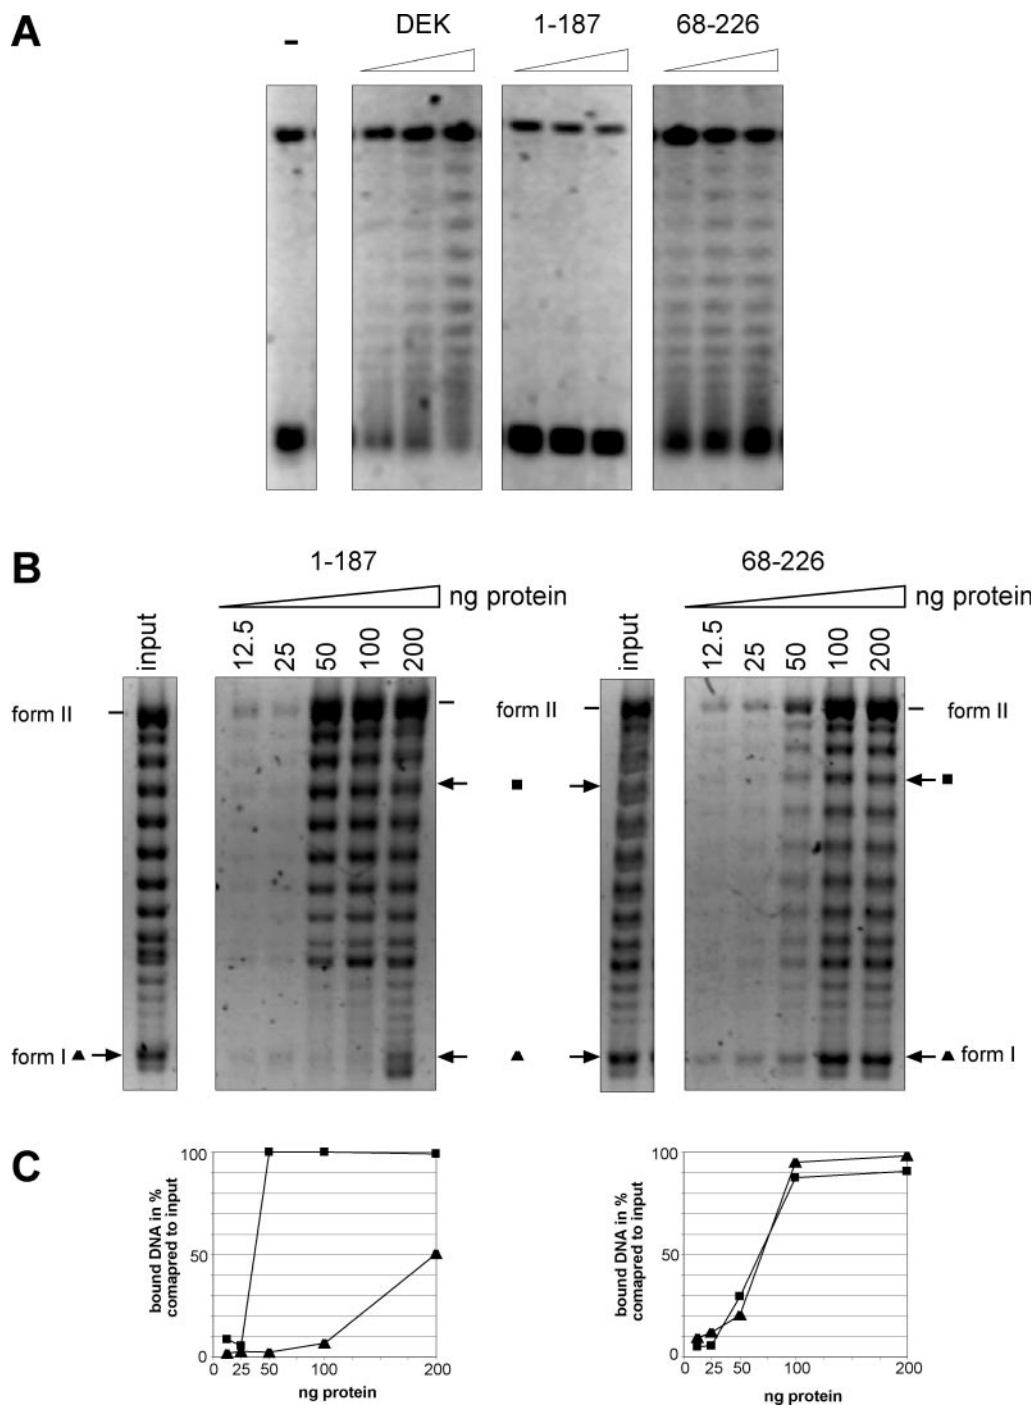 A
- DEK 1-187 68-226
B
1-187 68-226
ng protein ng protein
input 12.5 25 50 100 200 input 12.5 25 50 100 200
form II form II form II
form I form I
C
100 100
50 50
0 0
bound DNA in % bound DNA in %
comapred to input comapred to input
0 25 50 100 200 0 25 50 100 200
ng protein ng protein